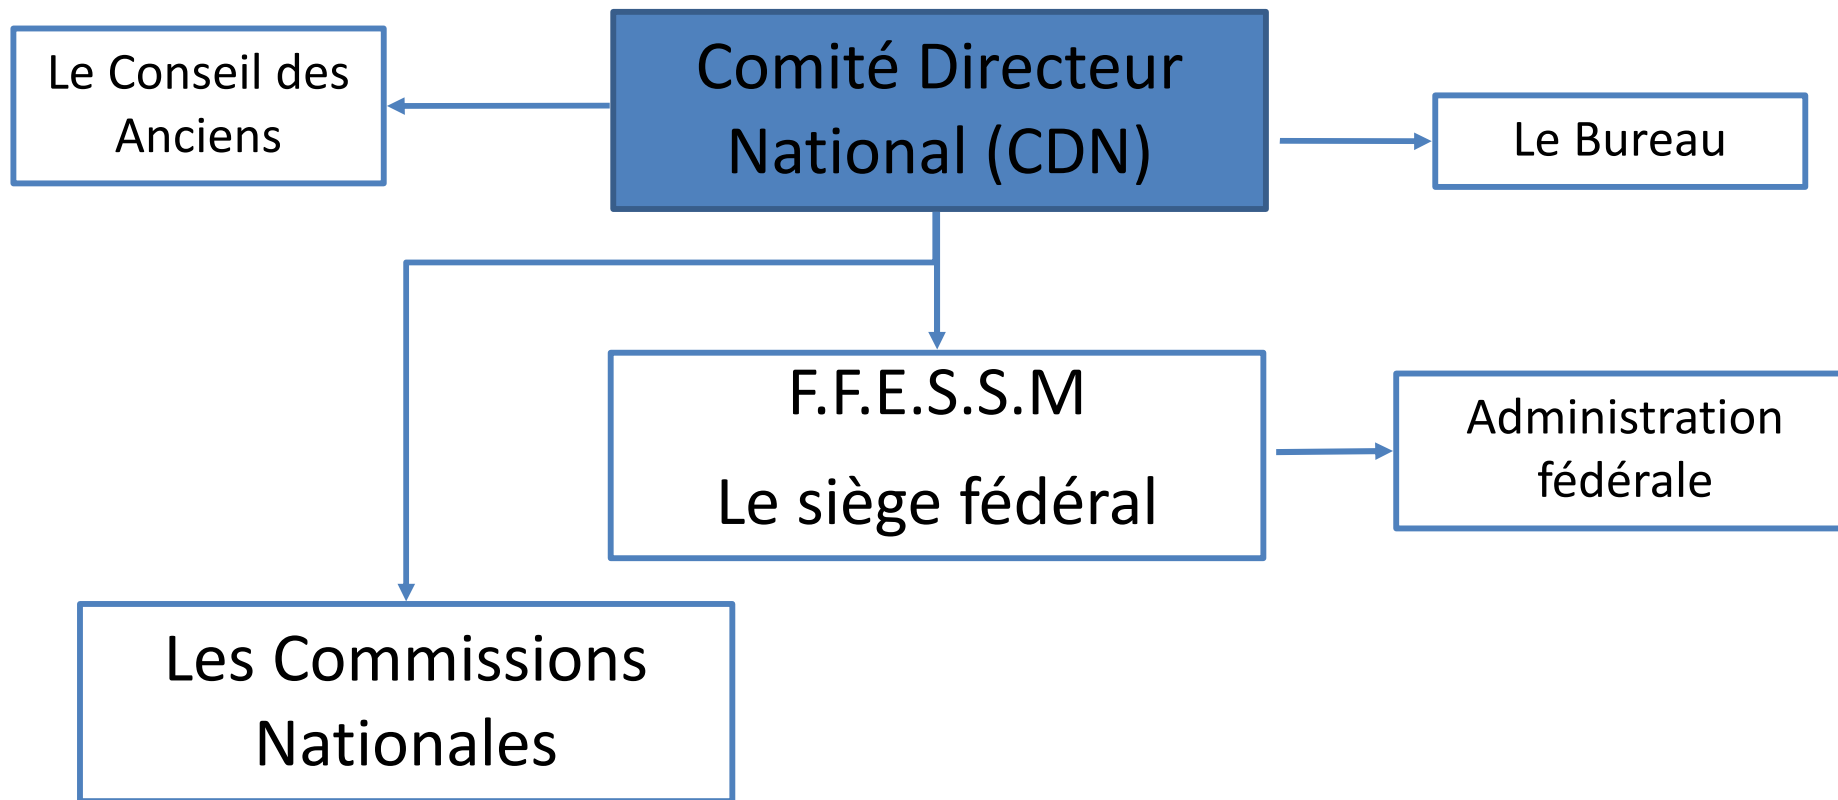 Le Conseil des
Anciens
Comité Directeur
National (CDN)
Le Bureau
F.F.E.S.S.M
Le siège fédéral
Administration
fédérale
Les Commissions
Nationales